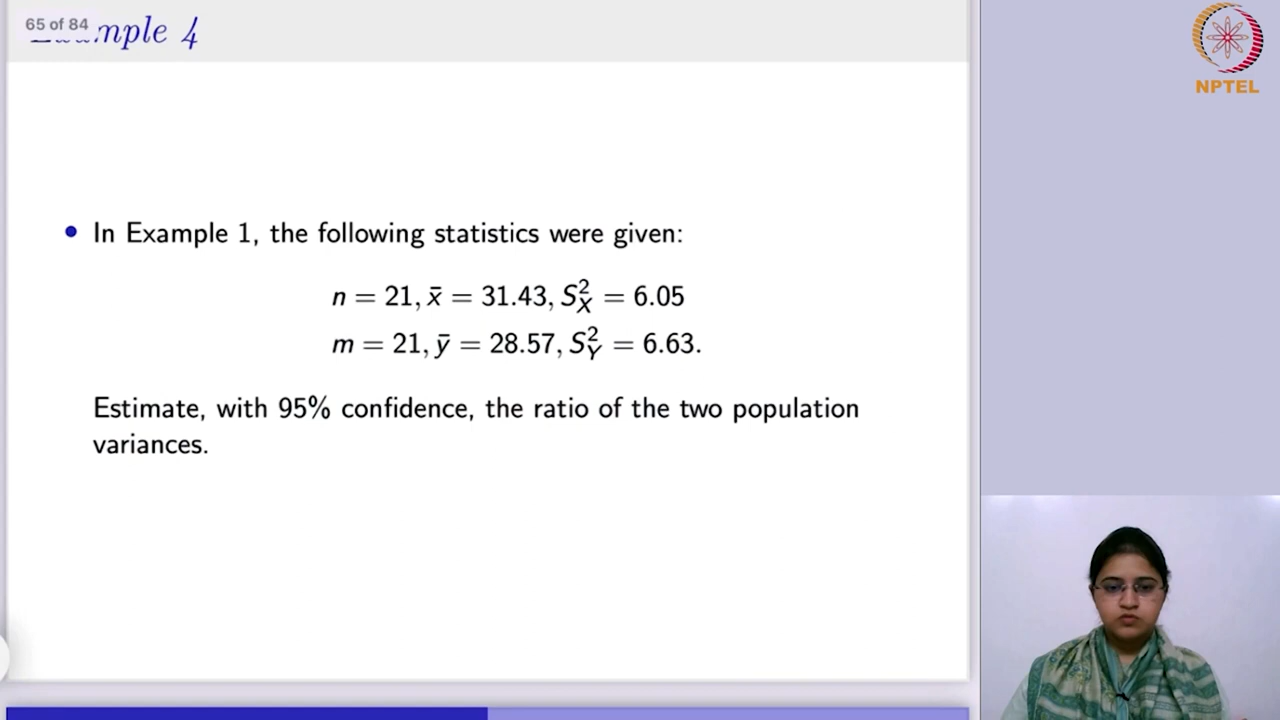 65 of 84
mple 4
NPTEL
• In Example 1, the following statistics were given:
n = 21, x̄ = 31.43, S²_X = 6.05
m = 21, ȳ = 28.57, S²_Y = 6.63.
Estimate, with 95% confidence, the ratio of the two population
variances.